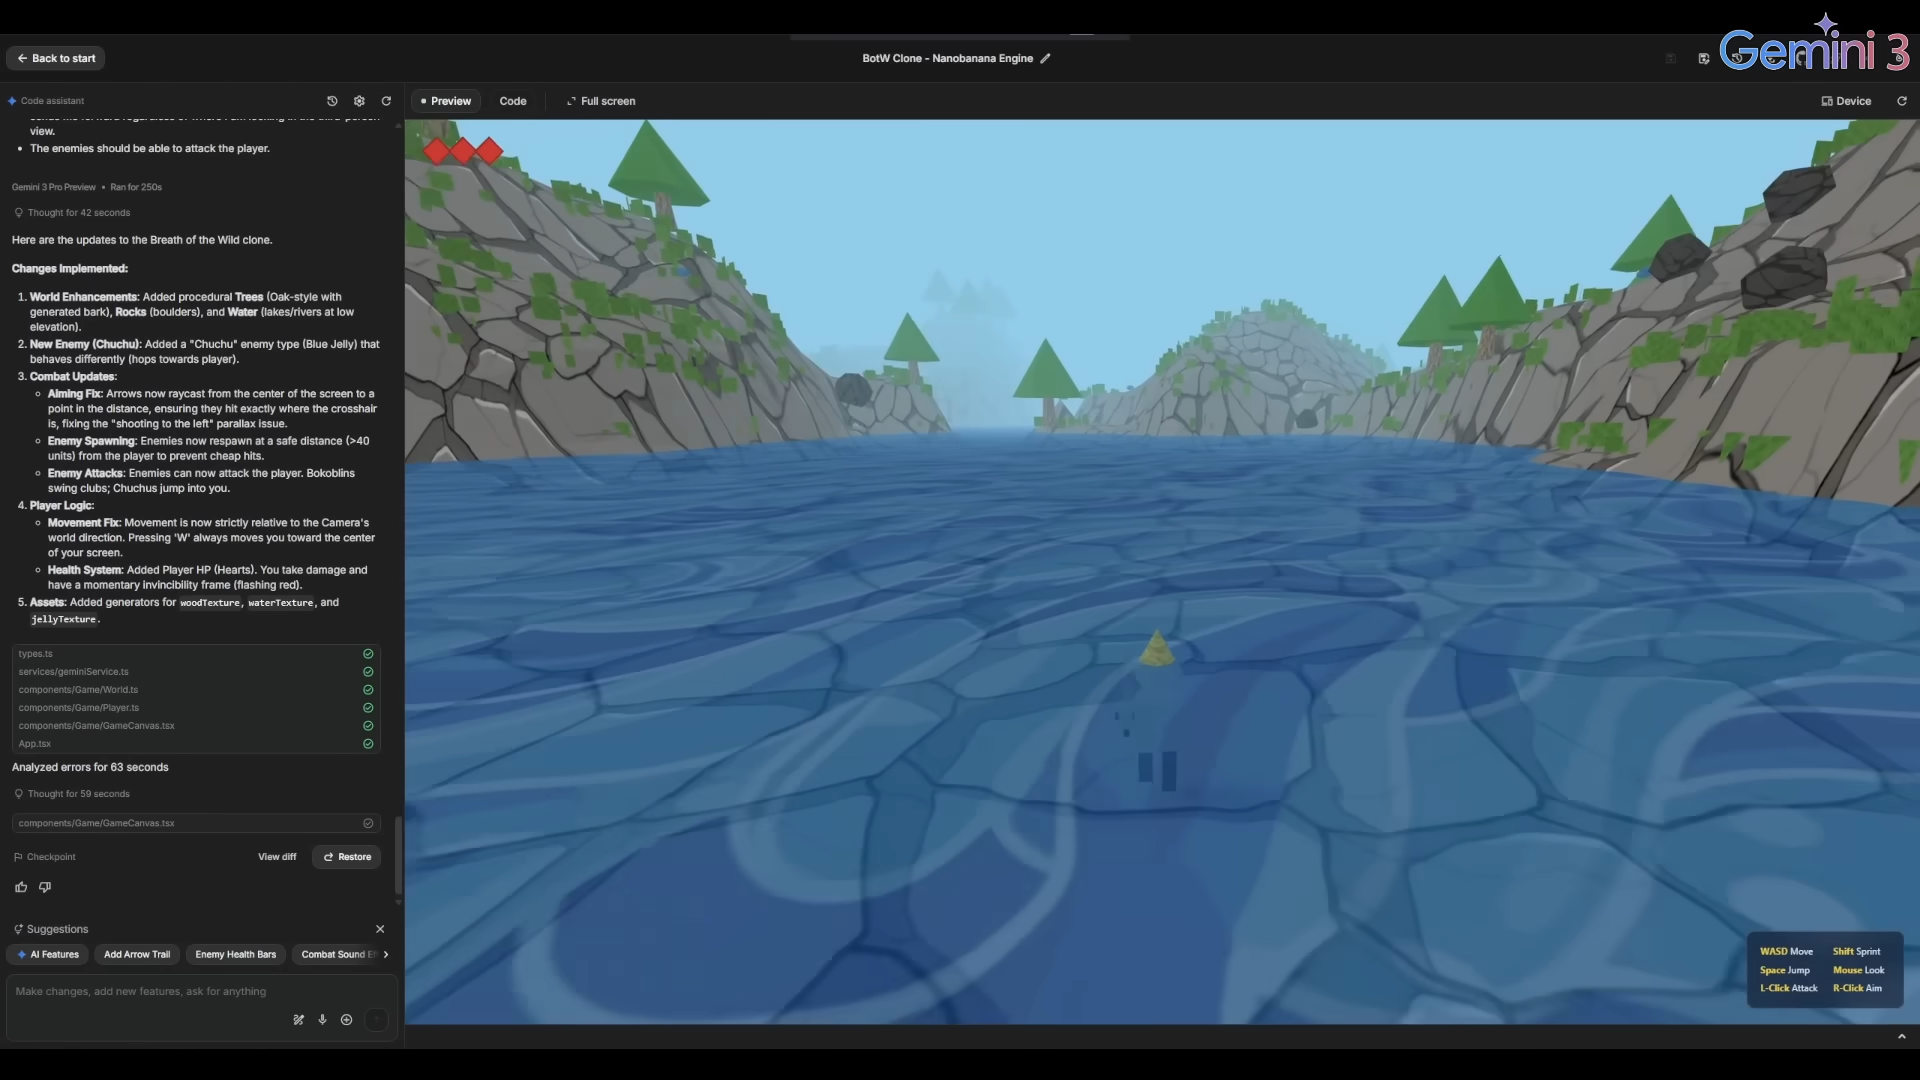 Gemini 3
Back to start
BotW Clone - Nanobanana Engine
Code assistant
Preview
Code
Full screen
Device
view.
The enemies should be able to attack the player.
Gemini 3 Pro Preview • Ran for 250s
Thought for 42 seconds
Here are the updates to the Breath of the Wild clone.
Changes Implemented:
1. World Enhancements: Added procedural Trees (Oak-style with
generated bark), Rocks (boulders), and Water (lakes/rivers at low
elevation).
2. New Enemy (Chuchu): Added a "Chuchu" enemy type (Blue Jelly) that
behaves differently (hops towards player).
3. Combat Updates:
Aiming Fix: Arrows now raycast from the center of the screen to a
point in the distance, ensuring they hit exactly where the crosshair
is, fixing the "shooting to the left" parallax issue.
Enemy Spawning: Enemies now respawn at a safe distance (>40
units) from the player to prevent cheap hits.
Enemy Attacks: Enemies can now attack the player. Bokoblins
swing clubs; Chuchus jump into you.
4. Player Logic:
Movement Fix: Movement is now strictly relative to the Camera's
world direction. Pressing 'W' always moves you toward the center
of your screen.
Health System: Added Player HP (Hearts). You take damage and
have a momentary invincibility frame (flashing red).
5. Assets: Added generators for woodTexture, waterTexture, and
jellyTexture.
types.ts
services/geminiService.ts
components/Game/World.ts
components/Game/Player.ts
components/Game/GameCanvas.tsx
App.tsx
Analyzed errors for 63 seconds
Thought for 59 seconds
components/Game/GameCanvas.tsx
Checkpoint
View diff
Restore
Suggestions
AI Features
Add Arrow Trail
Enemy Health Bars
Combat Sound
Make changes, add new features, ask for anything
WASD Move Shift Sprint
Space Jump Mouse Look
L-Click Attack R-Click Aim